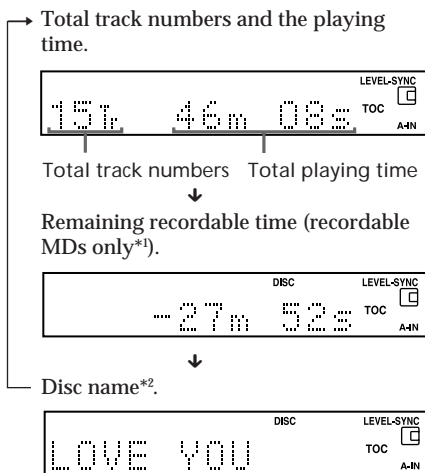 Total track numbers and the playing
time.
LEVEL-SYNC
15Tr 46m 08s TOC
A-IN
Total track numbers Total playing time
Remaining recordable time (recordable
MDs only*1).
DISC LEVEL-SYNC
-27m 52s TOC
A-IN
Disc name*2.
DISC LEVEL-SYNC
LOVE YOU TOC
A-IN